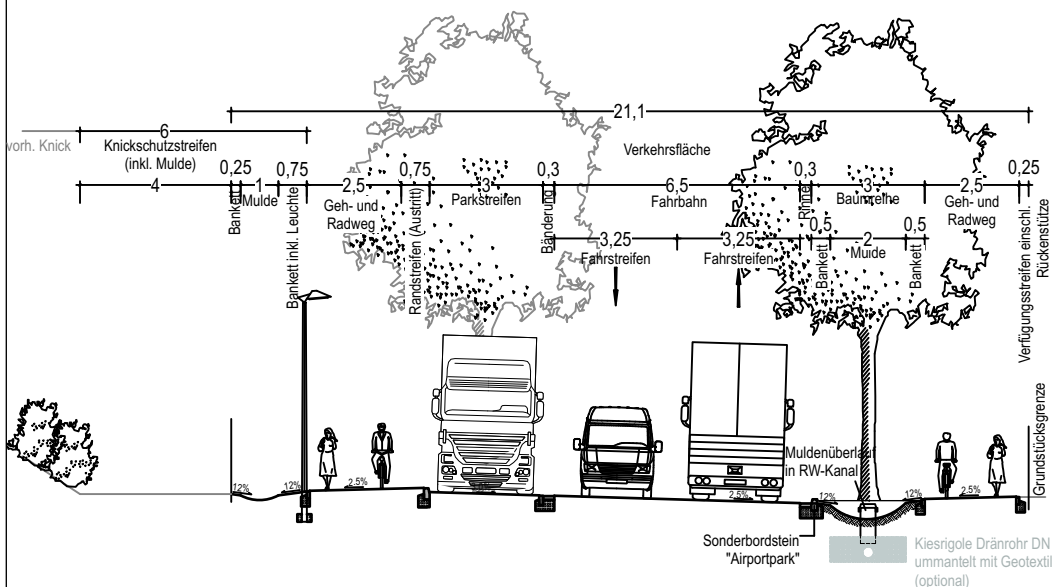 21,1
6
vorh. Knick
Knickschutzstreifen
(inkl. Mulde)
Verkehrsfläche
0,25
0,75
0,75
0,3
0,3
0,25
4
1
2,5
3
6,5
3
2,5
Bankett
Mulde
Bankett inkl. Leuchte
Geh- und
Radweg
Randstreifen (Austritt)
Parkstreifen
Bänderung
Fahrbahn
Rinne
Baumreihe
Geh- und
Radweg
Verfügungsstreifen einschl.
Rückenstütze
3,25
3,25
0,5
2
0,5
Fahrstreifen
Fahrstreifen
Bankett
Mulde
Bankett
Grundstücksgrenze
Muldenüberlauf
in RW-Kanal
12%
12%
2.5%
2.5%
12%
12%
2.5%
Sonderbordstein
"Airportpark"
Kiesrigole Dränrohr DN
ummantelt mit Geotextil
(optional)